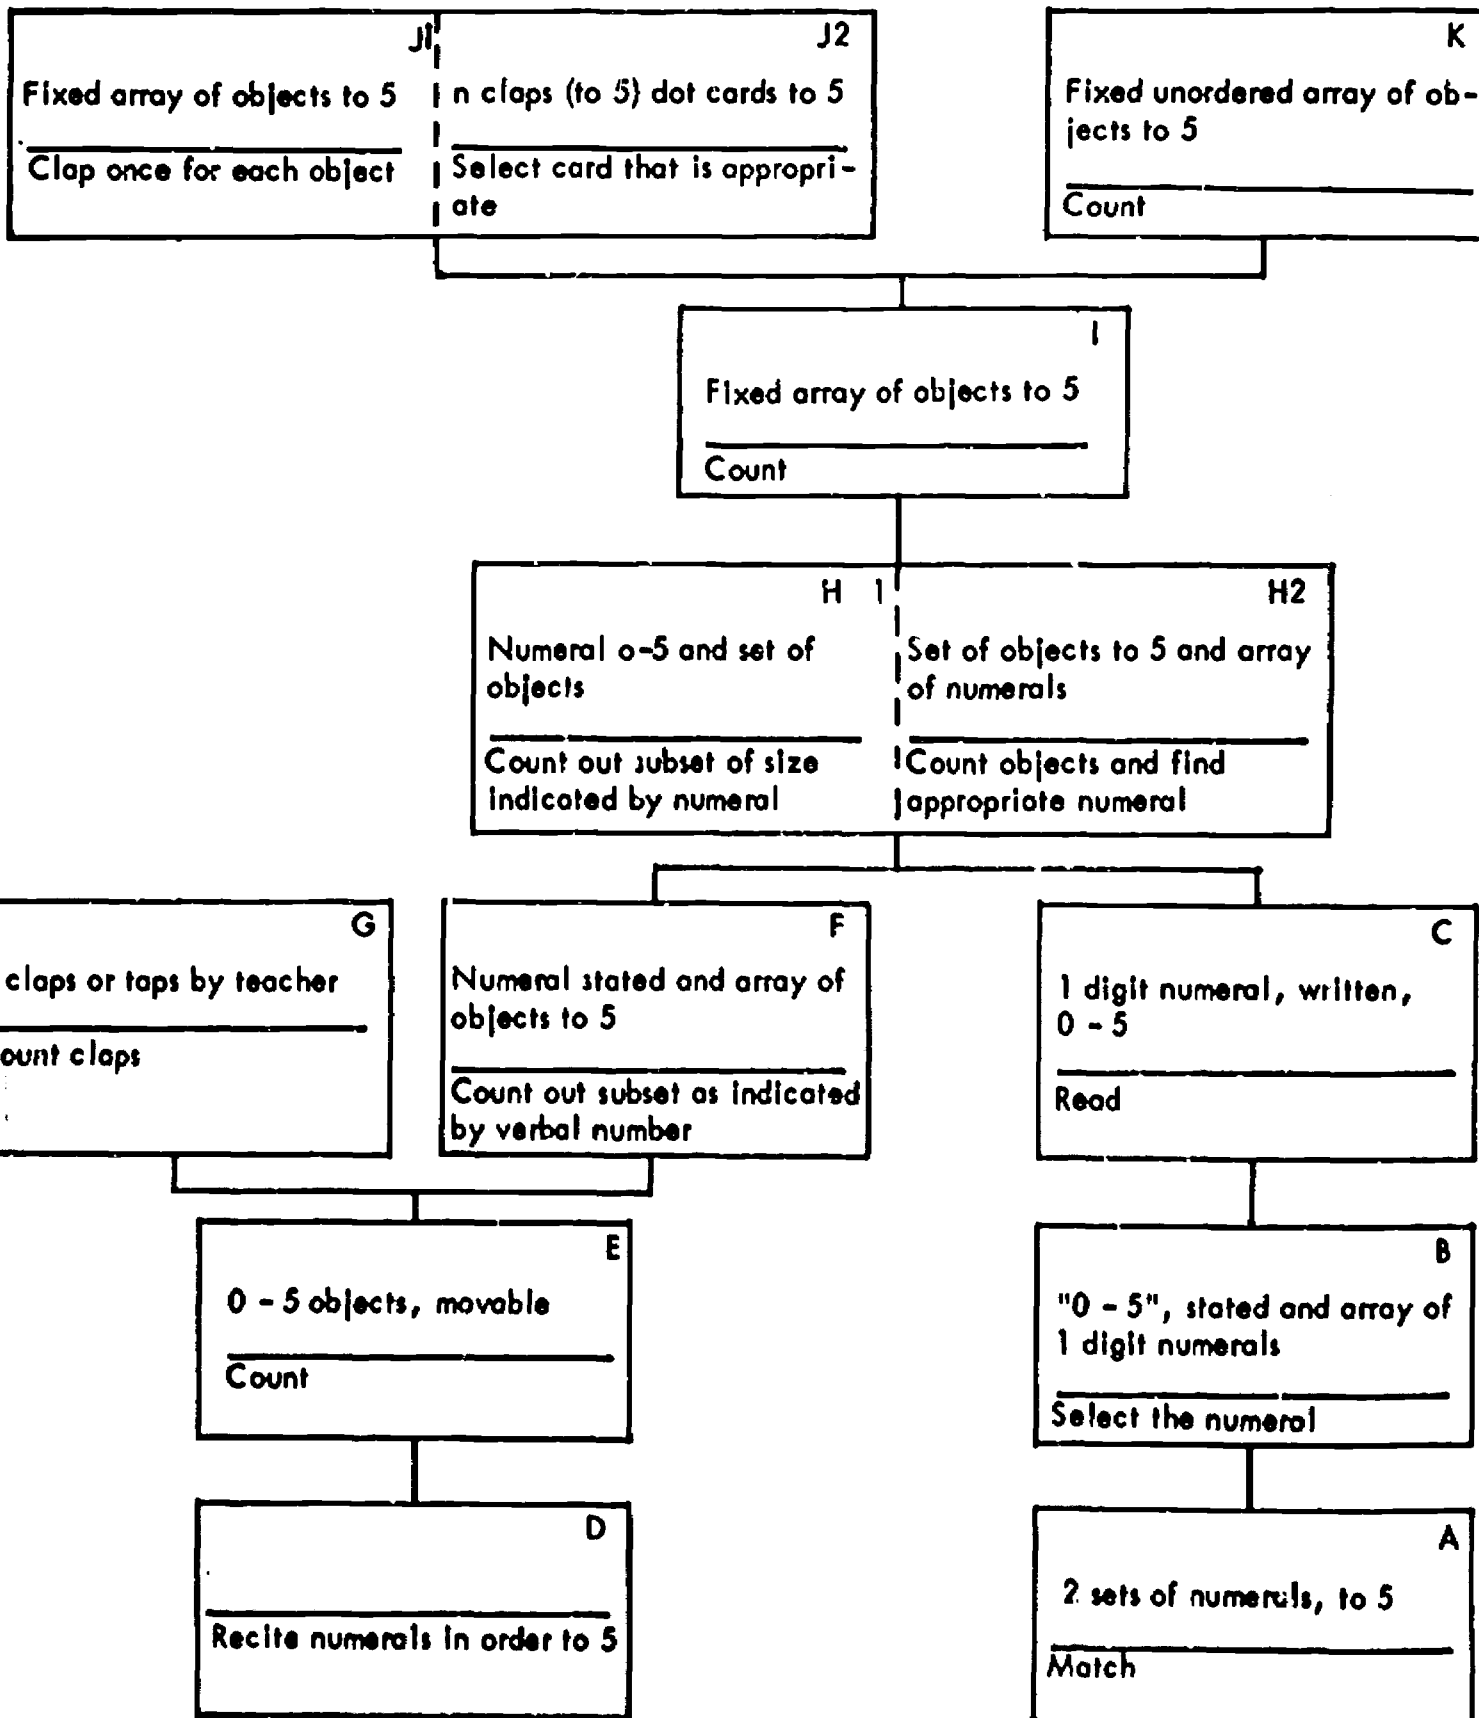 J1
Fixed array of objects to 5
Clap once for each object
J2
n claps (to 5) dot cards to 5
Select card that is appropri-
ate
K
Fixed unordered array of ob-
jects to 5
Count
I
Fixed array of objects to 5
Count
H 1
Numeral o-5 and set of
objects
Count out subset of size
indicated by numeral
H2
Set of objects to 5 and array
of numerals
Count objects and find
appropriate numeral
G
claps or taps by teacher
ount claps
F
Numeral stated and array of
objects to 5
Count out subset as indicated
by verbal number
C
1 digit numeral, written,
0 - 5
Read
E
0 - 5 objects, movable
Count
B
"0 - 5", stated and array of
1 digit numerals
Select the numeral
D
Recite numerals in order to 5
A
2 sets of numerals, to 5
Match